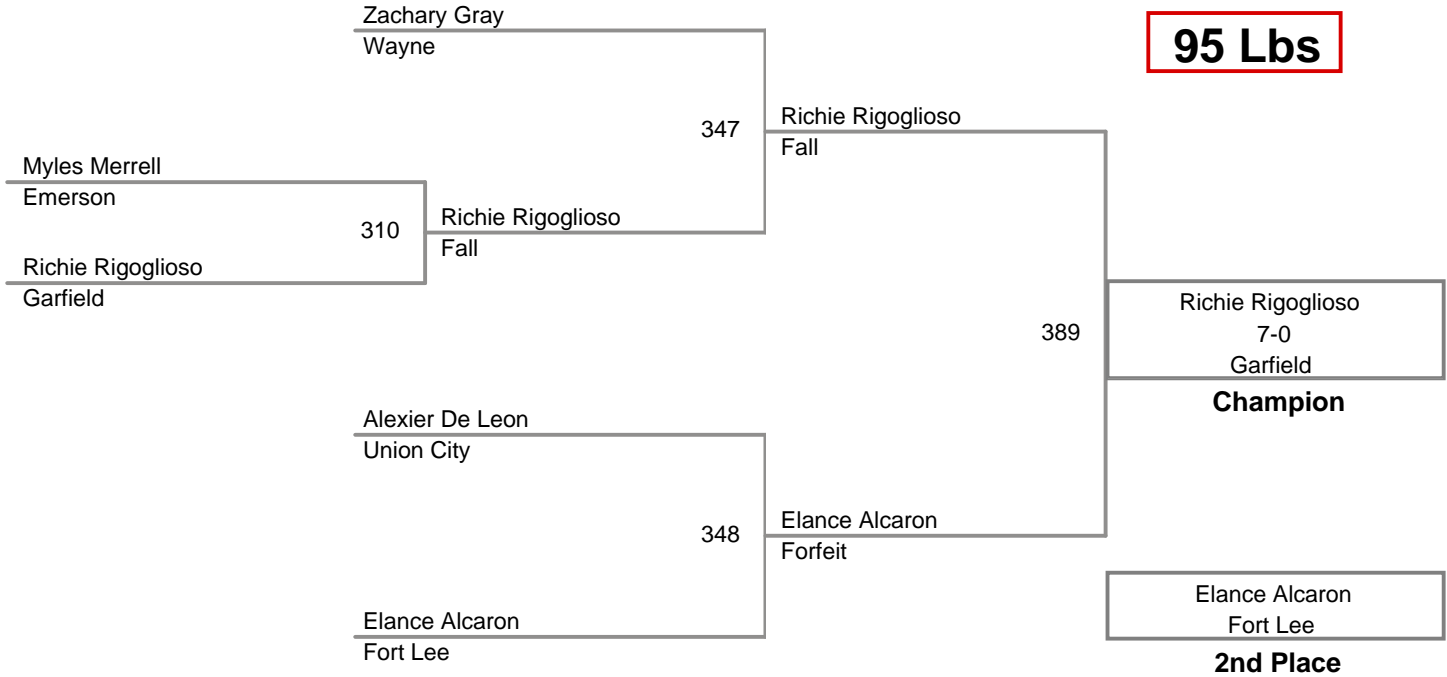 Zachary Gray
Wayne
95 Lbs
347
Richie Rigoglioso
Fall
Myles Merrell
Emerson
310
Richie Rigoglioso
Fall
Richie Rigoglioso
Garfield
389
Richie Rigoglioso
7-0
Garfield
Champion
Alexier De Leon
Union City
348
Elance Alcaron
Forfeit
Elance Alcaron
Fort Lee
Elance Alcaron
Fort Lee
2nd Place